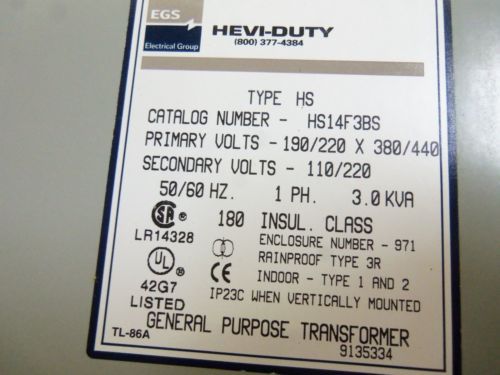 EGS
Electrical Group
HEVI-DUTY
(800) 377-4384
TYPE HS
CATALOG NUMBER - HS14F3BS
PRIMARY VOLTS - 190/220 X 380/440
SECONDARY VOLTS - 110/220
50/60 HZ. 1 PH. 3.0 KVA
180 INSUL. CLASS
LR14328
ENCLOSURE NUMBER - 971
RAINPROOF TYPE 3R
INDOOR - TYPE 1 AND 2
IP23C WHEN VERTICALLY MOUNTED
UL
42G7
LISTED
GENERAL PURPOSE TRANSFORMER
TL-86A
9135334